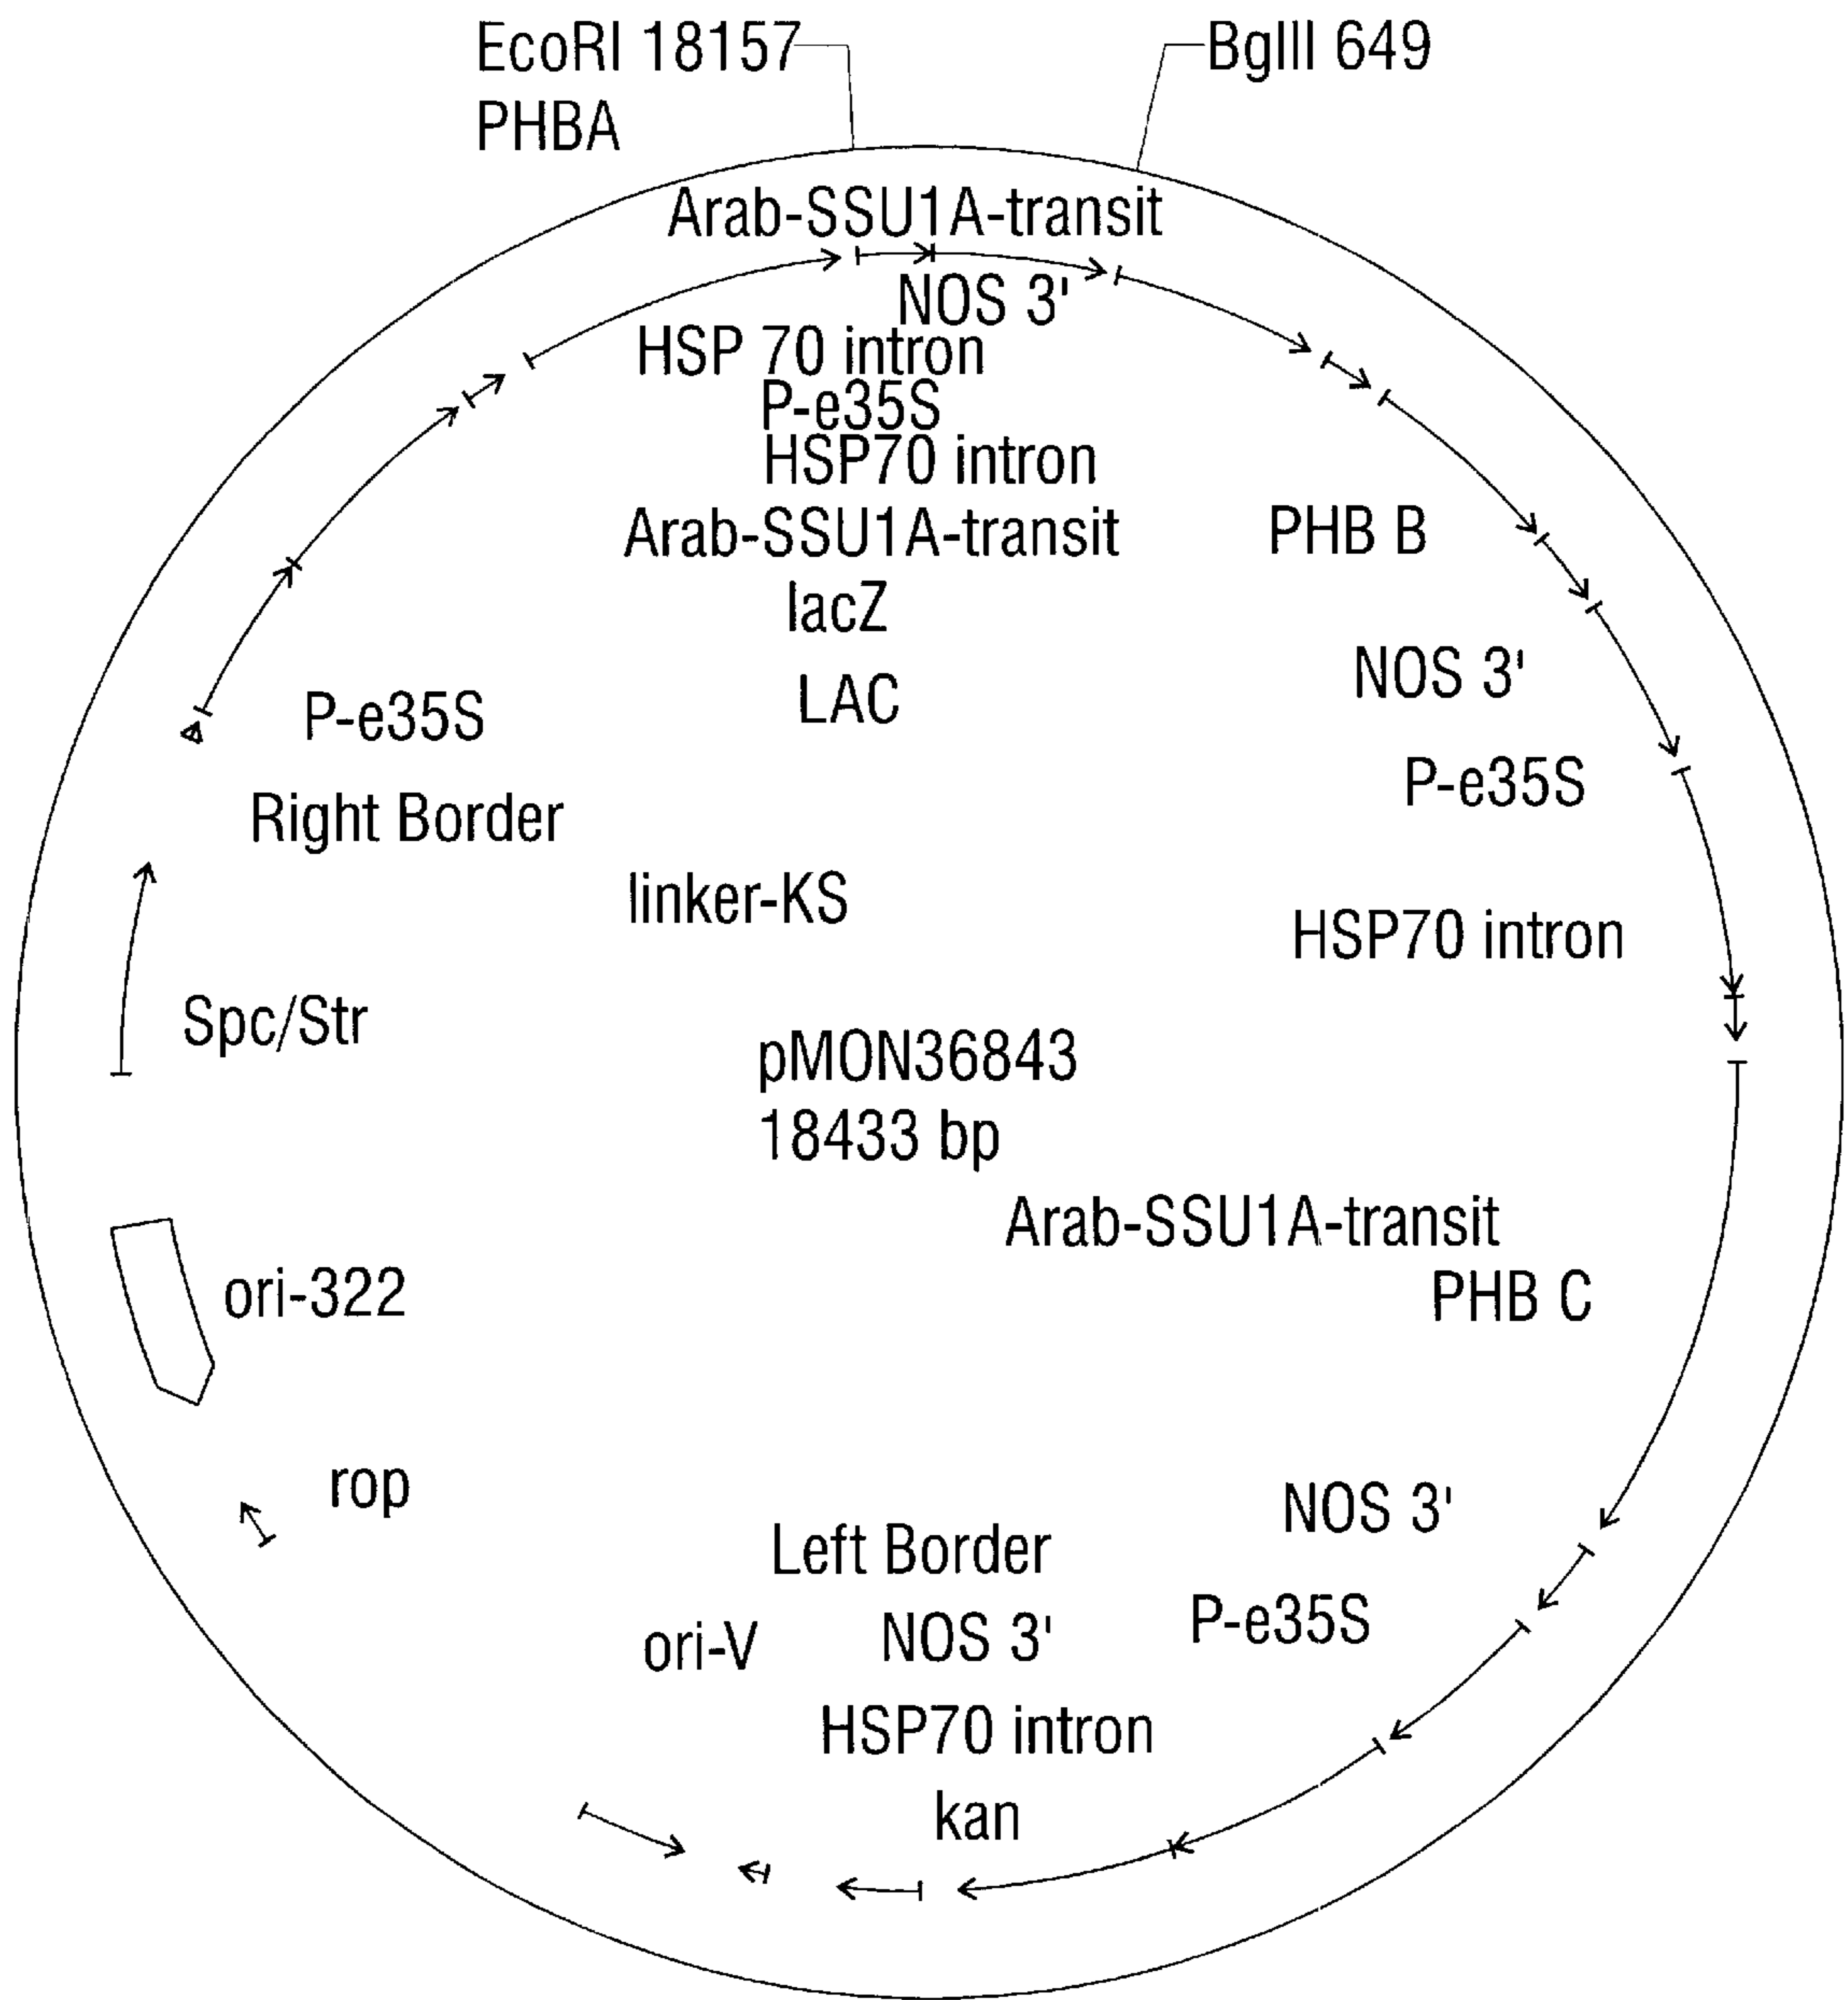 EcoRI 18157
BglII 649
PHBA
Arab-SSU1A-transit
NOS 3'
HSP 70 intron
P-e35S
HSP70 intron
Arab-SSU1A-transit
PHB B
lacZ
NOS 3'
LAC
P-e35S
P-e35S
Right Border
linker-KS
HSP70 intron
Spc/Str
pMON36843
18433 bp
Arab-SSU1A-transit
ori-322
PHB C
rop
NOS 3'
Left Border
P-e35S
ori-V
NOS 3'
HSP70 intron
kan